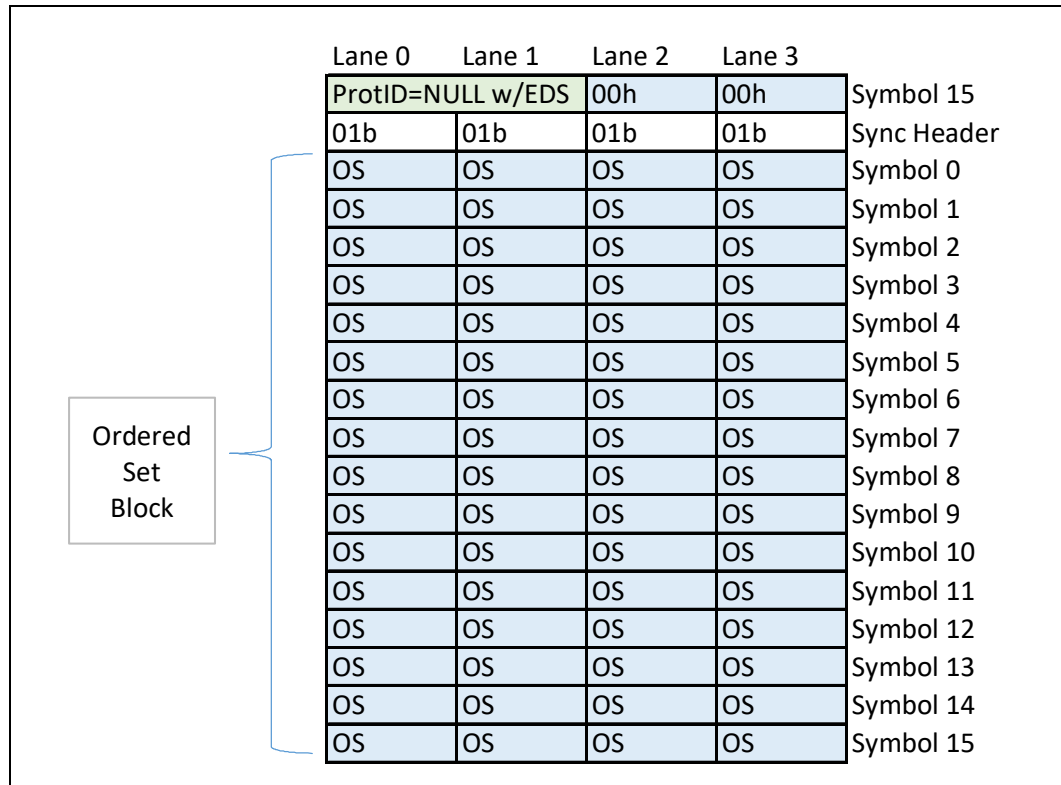 Lane 0 Lane 1 Lane 2 Lane 3
ProtID=NULL w/EDS 00h 00h Symbol 15
01b 01b 01b 01b Sync Header
OS OS OS OS Symbol 0
OS OS OS OS Symbol 1
OS OS OS OS Symbol 2
OS OS OS OS Symbol 3
OS OS OS OS Symbol 4
OS OS OS OS Symbol 5
OS OS OS OS Symbol 6
OS OS OS OS Symbol 7
OS OS OS OS Symbol 8
OS OS OS OS Symbol 9
OS OS OS OS Symbol 10
OS OS OS OS Symbol 11
OS OS OS OS Symbol 12
OS OS OS OS Symbol 13
OS OS OS OS Symbol 14
OS OS OS OS Symbol 15
Ordered
Set
Block